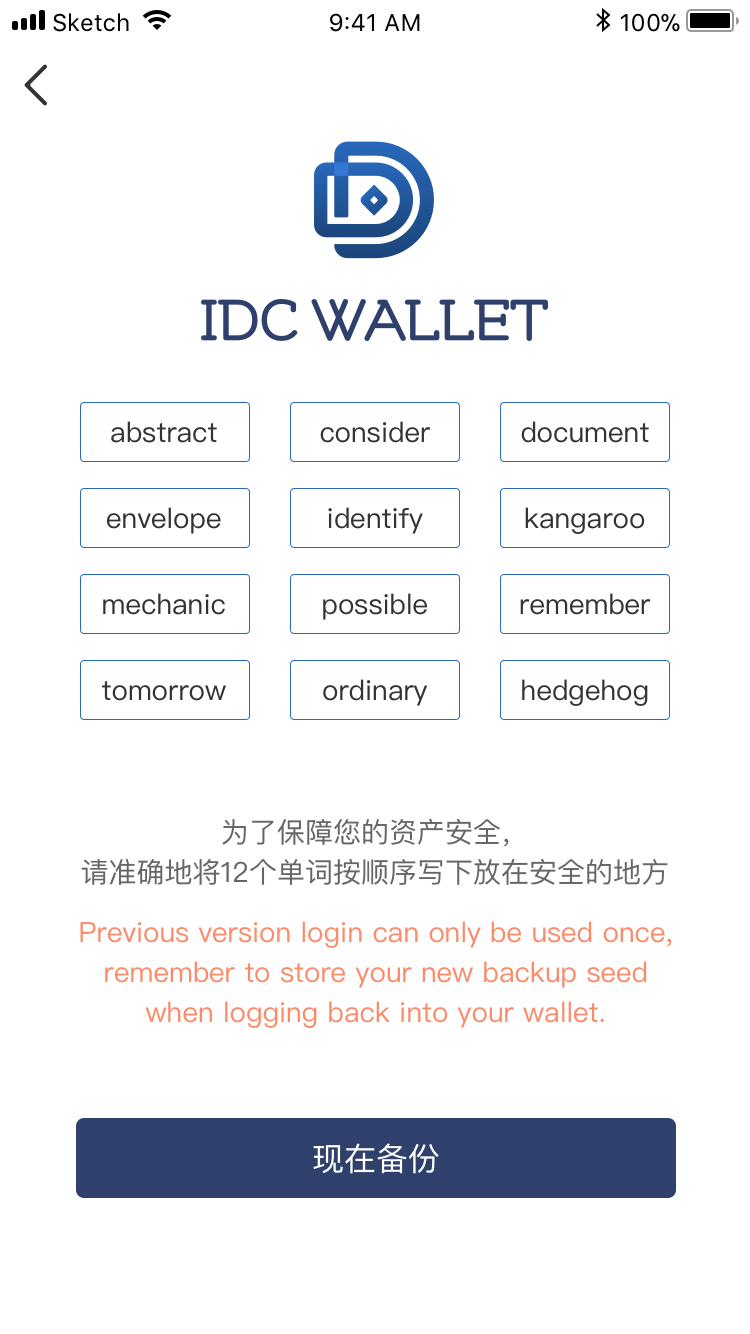 Sketch 9:41 AM 100%
IDC WALLET
abstract consider document
envelope identify kangaroo
mechanic possible remember
tomorrow ordinary hedgehog
为了保障您的资产安全，
请准确地将12个单词按顺序写下放在安全的地方
Previous version login can only be used once,
remember to store your new backup seed
when logging back into your wallet.
现在备份